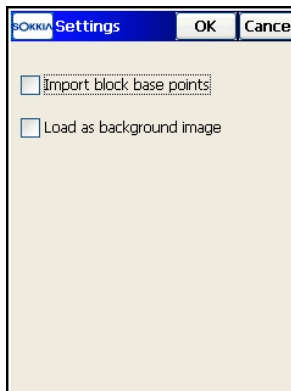 SOKKIA Settings OK Cance
Import block base points
Load as background image